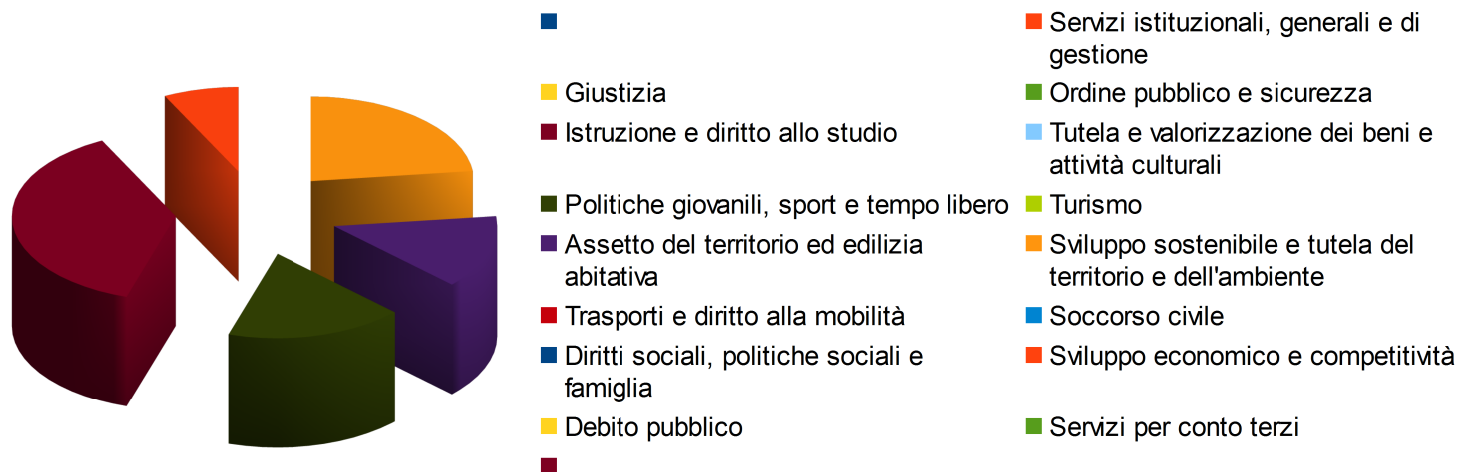 Servizi istituzionali, generali e di
gestione
Giustizia
Ordine pubblico e sicurezza
Istruzione e diritto allo studio
Tutela e valorizzazione dei beni e
attività culturali
Politiche giovanili, sport e tempo libero
Turismo
Assetto del territorio ed edilizia
abitativa
Sviluppo sostenibile e tutela del
territorio e dell'ambiente
Trasporti e diritto alla mobilità
Soccorso civile
Diritti sociali, politiche sociali e
famiglia
Sviluppo economico e competitività
Debito pubblico
Servizi per conto terzi